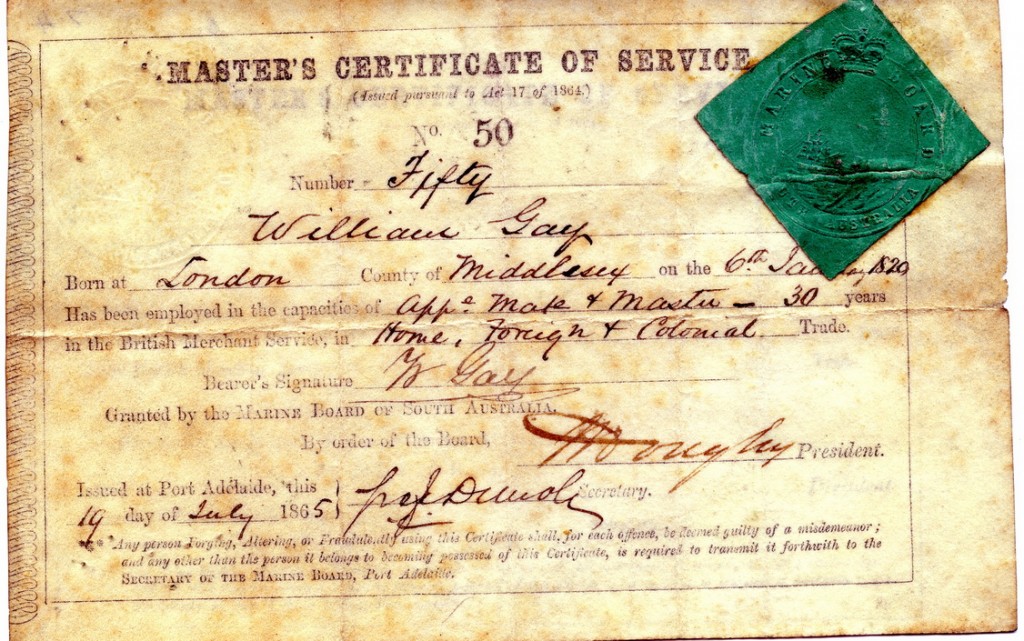 MASTER'S CERTIFICATE OF SERVICE
(Issued pursuant to Act 17 of 1864.)
No. 50
Number Fifty
William Gay
Born at London County of Middlesex on the 6th January 1820
Has been employed in the capacities of Appe Mate & Master - 30 years
in the British Merchant Service, in Home, Foreign & Colonial Trade.
Bearer's Signature W Gay
Granted by the MARINE BOARD OF SOUTH AUSTRALIA.
By order of the Board,
President.
Issued at Port Adelaide, this
19 day of July 1865 Secretary.
*** Any person Forging, Altering, or Fraudulently using this Certificate shall, for each offence, be deemed guilty of a misdemeanor;
and any other than the person it belongs to becoming possessed of this Certificate, is required to transmit it forthwith to the
SECRETARY OF THE MARINE BOARD, Port Adelaide.
MARINE BOARD
AUSTRALIA